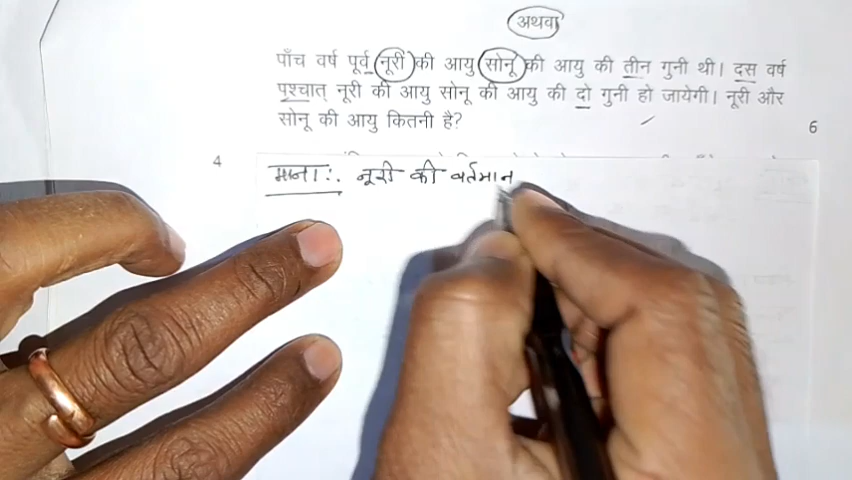 अथवा
पाँच वर्ष पूर्व नूरी की आयु सोनू की आयु की तीन गुनी थी। दस वर्ष
पश्चात् नूरी की आयु सोनू की आयु की दो गुनी हो जायेगी। नूरी और
सोनू की आयु कितनी है?
6
4
माना :. नूरी की वर्तमान